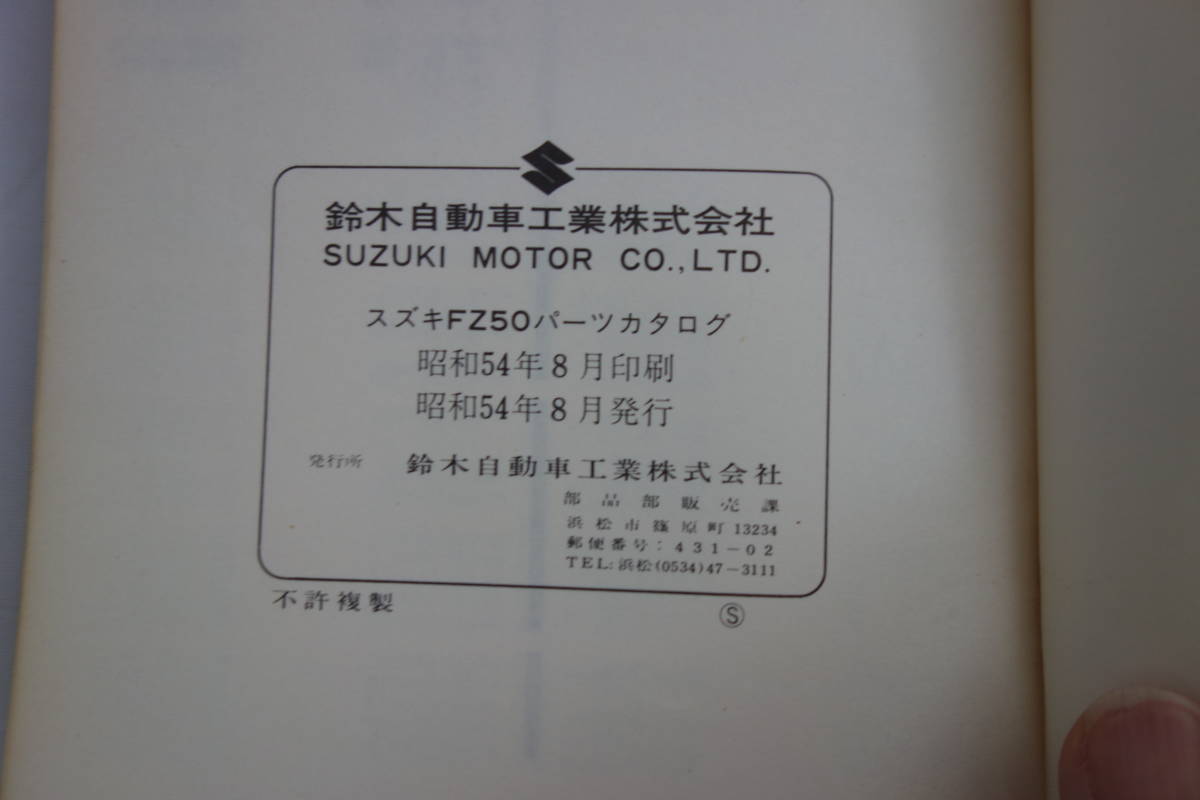 鈴木自動車工業株式会社
SUZUKI MOTOR CO.,LTD.
スズキFZ50パーツカタログ
昭和54年8月印刷
昭和54年8月発行
発行所 鈴木自動車工業株式会社
部品部販売課
浜松市篠原町13234
郵便番号:431-02
TEL:浜松(0534)47-3111
不許複製
Ⓢ